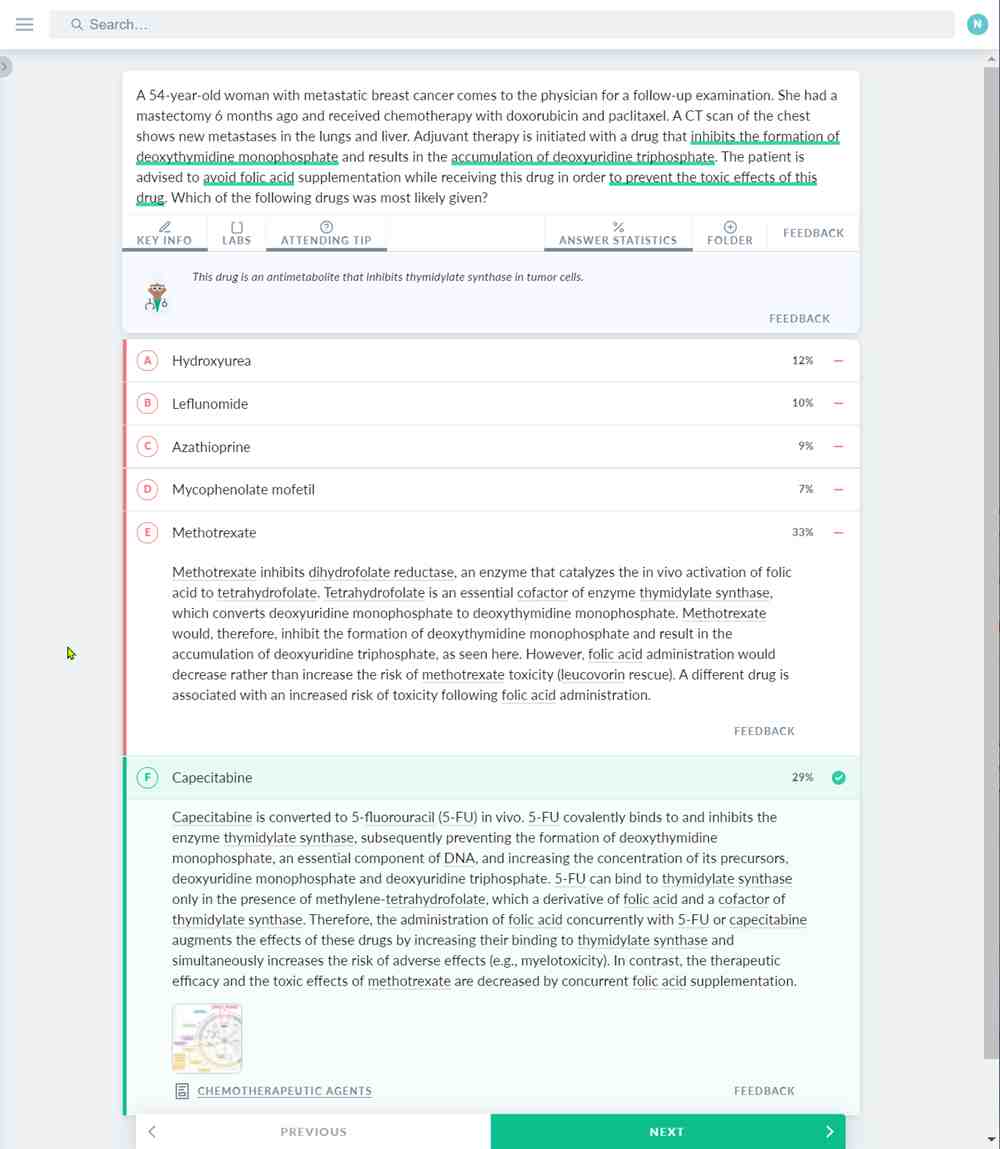 Search...
N
A 54-year-old woman with metastatic breast cancer comes to the physician for a follow-up examination. She had a
mastectomy 6 months ago and received chemotherapy with doxorubicin and paclitaxel. A CT scan of the chest
shows new metastases in the lungs and liver. Adjuvant therapy is initiated with a drug that inhibits the formation of
deoxythymidine monophosphate and results in the accumulation of deoxyuridine triphosphate. The patient is
advised to avoid folic acid supplementation while receiving this drug in order to prevent the toxic effects of this
drug. Which of the following drugs was most likely given?
KEY INFO
LABS
ATTENDING TIP
%
ANSWER STATISTICS
FOLDER
FEEDBACK
This drug is an antimetabolite that inhibits thymidylate synthase in tumor cells.
FEEDBACK
A Hydroxyurea 12%
B Leflunomide 10%
C Azathioprine 9%
D Mycophenolate mofetil 7%
E Methotrexate 33%
Methotrexate inhibits dihydrofolate reductase, an enzyme that catalyzes the in vivo activation of folic
acid to tetrahydrofolate. Tetrahydrofolate is an essential cofactor of enzyme thymidylate synthase,
which converts deoxyuridine monophosphate to deoxythymidine monophosphate. Methotrexate
would, therefore, inhibit the formation of deoxythymidine monophosphate and result in the
accumulation of deoxyuridine triphosphate, as seen here. However, folic acid administration would
decrease rather than increase the risk of methotrexate toxicity (leucovorin rescue). A different drug is
associated with an increased risk of toxicity following folic acid administration.
FEEDBACK
F Capecitabine 29%
Capecitabine is converted to 5-fluorouracil (5-FU) in vivo. 5-FU covalently binds to and inhibits the
enzyme thymidylate synthase, subsequently preventing the formation of deoxythymidine
monophosphate, an essential component of DNA, and increasing the concentration of its precursors,
deoxyuridine monophosphate and deoxyuridine triphosphate. 5-FU can bind to thymidylate synthase
only in the presence of methylene-tetrahydrofolate, which a derivative of folic acid and a cofactor of
thymidylate synthase. Therefore, the administration of folic acid concurrently with 5-FU or capecitabine
augments the effects of these drugs by increasing their binding to thymidylate synthase and
simultaneously increases the risk of adverse effects (e.g., myelotoxicity). In contrast, the therapeutic
efficacy and the toxic effects of methotrexate are decreased by concurrent folic acid supplementation.
CHEMOTHERAPEUTIC AGENTS
FEEDBACK
PREVIOUS
NEXT